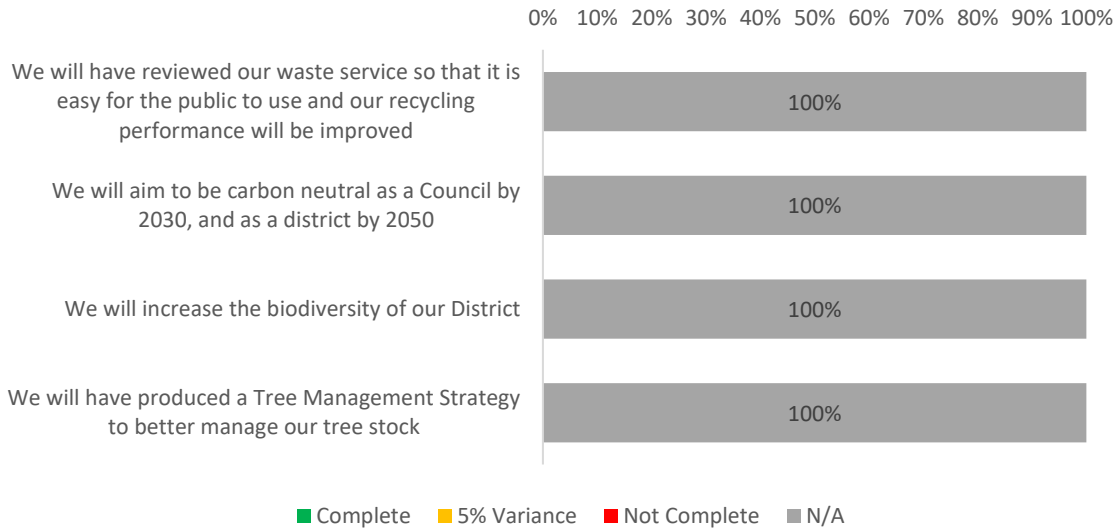 0% 10% 20% 30% 40% 50% 60% 70% 80% 90% 100%
We will have reviewed our waste service so that it is
easy for the public to use and our recycling
performance will be improved
100%
We will aim to be carbon neutral as a Council by
2030, and as a district by 2050
100%
We will increase the biodiversity of our District
100%
We will have produced a Tree Management Strategy
to better manage our tree stock
100%
Complete 5% Variance Not Complete N/A